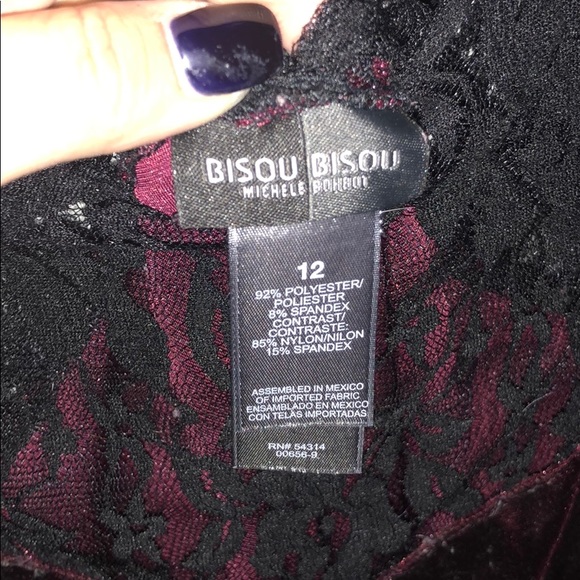 BISOU BISOU
MICHELE BOHBOT
12
92% POLYESTER/
POLIESTER
8% SPANDEX
CONTRAST/
CONTRASTE:
85% NYLON/NILON
15% SPANDEX
ASSEMBLED IN MEXICO
OF IMPORTED FABRIC
ENSAMBLADO EN MEXICO
CON TELAS IMPORTADAS
RN# 54314
00656-9